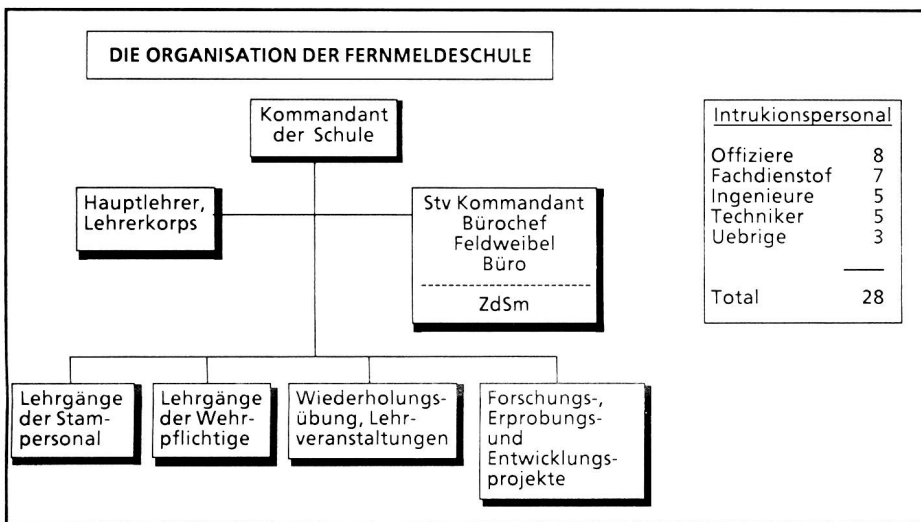 DIE ORGANISATION DER FERNMELDESCHULE
Kommandant
der Schule
Hauptlehrer,
Lehrerkorps
Stv Kommandant
Bürochef
Feldweibel
Büro
ZdSm
Intrukionspersonal
Offiziere 8
Fachdienstof 7
Ingenieure 5
Techniker 5
Uebrige 3
Total 28
Lehrgänge
der Stam-
personal
Lehrgänge
der Wehr-
pflichtige
Wiederholungs-
übung, Lehr-
veranstaltungen
Forschungs-,
Erprobungs-
und
Entwicklungs-
projekte